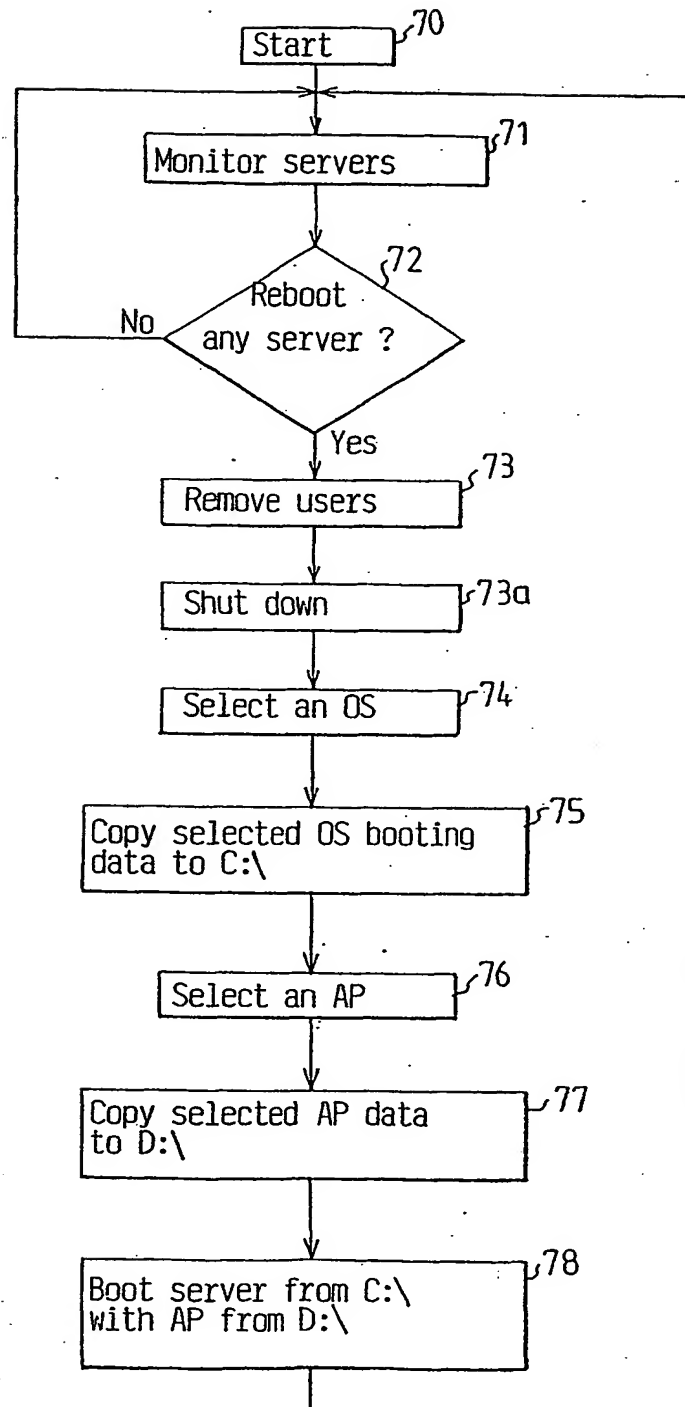 70
Start
71
Monitor servers
72
Reboot
any server ?
No
Yes
73
Remove users
73a
Shut down
74
Select an OS
75
Copy selected OS booting
data to C:\
76
Select an AP
77
Copy selected AP data
to D:\
78
Boot server from C:\
with AP from D:\